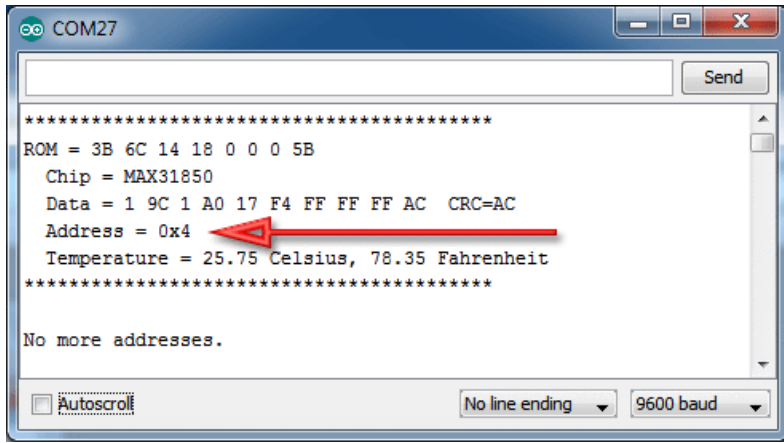 COM27
Send
******************************************
ROM = 3B 6C 14 18 0 0 0 5B
Chip = MAX31850
Data = 1 9C 1 A0 17 F4 FF FF FF AC CRC=AC
Address = 0x4
Temperature = 25.75 Celsius, 78.35 Fahrenheit
******************************************
No more addresses.
Autoscroll
No line ending
9600 baud